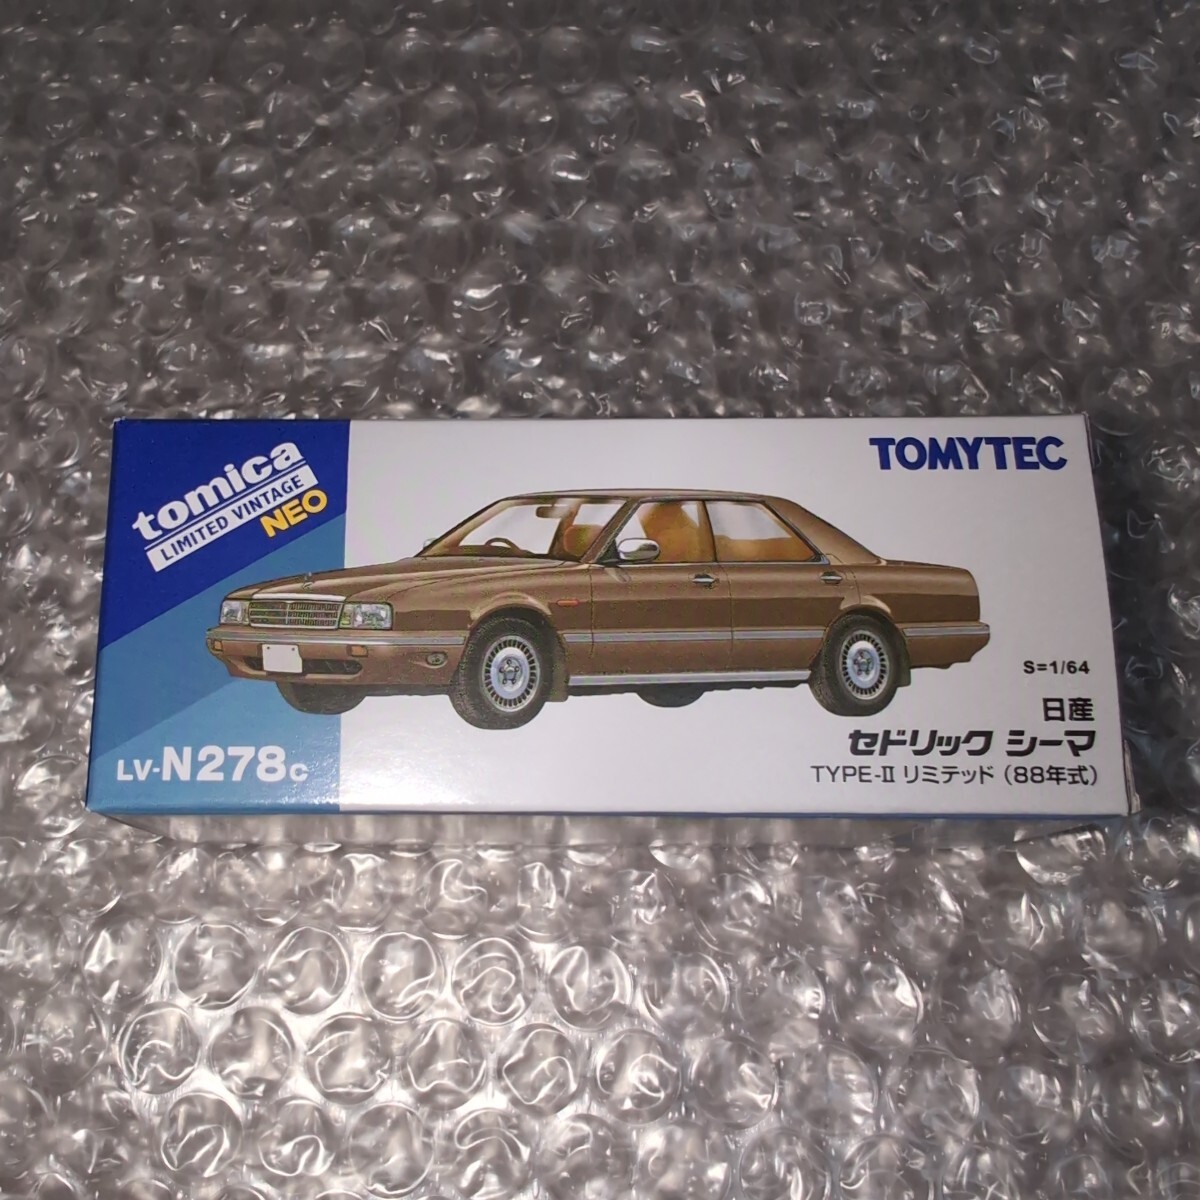 tomica
LIMITED VINTAGE
NEO
TOMYTEC
S=1/64
日産
セドリック シーマ
TYPE-II リミテッド (88年式)
LV-N278c